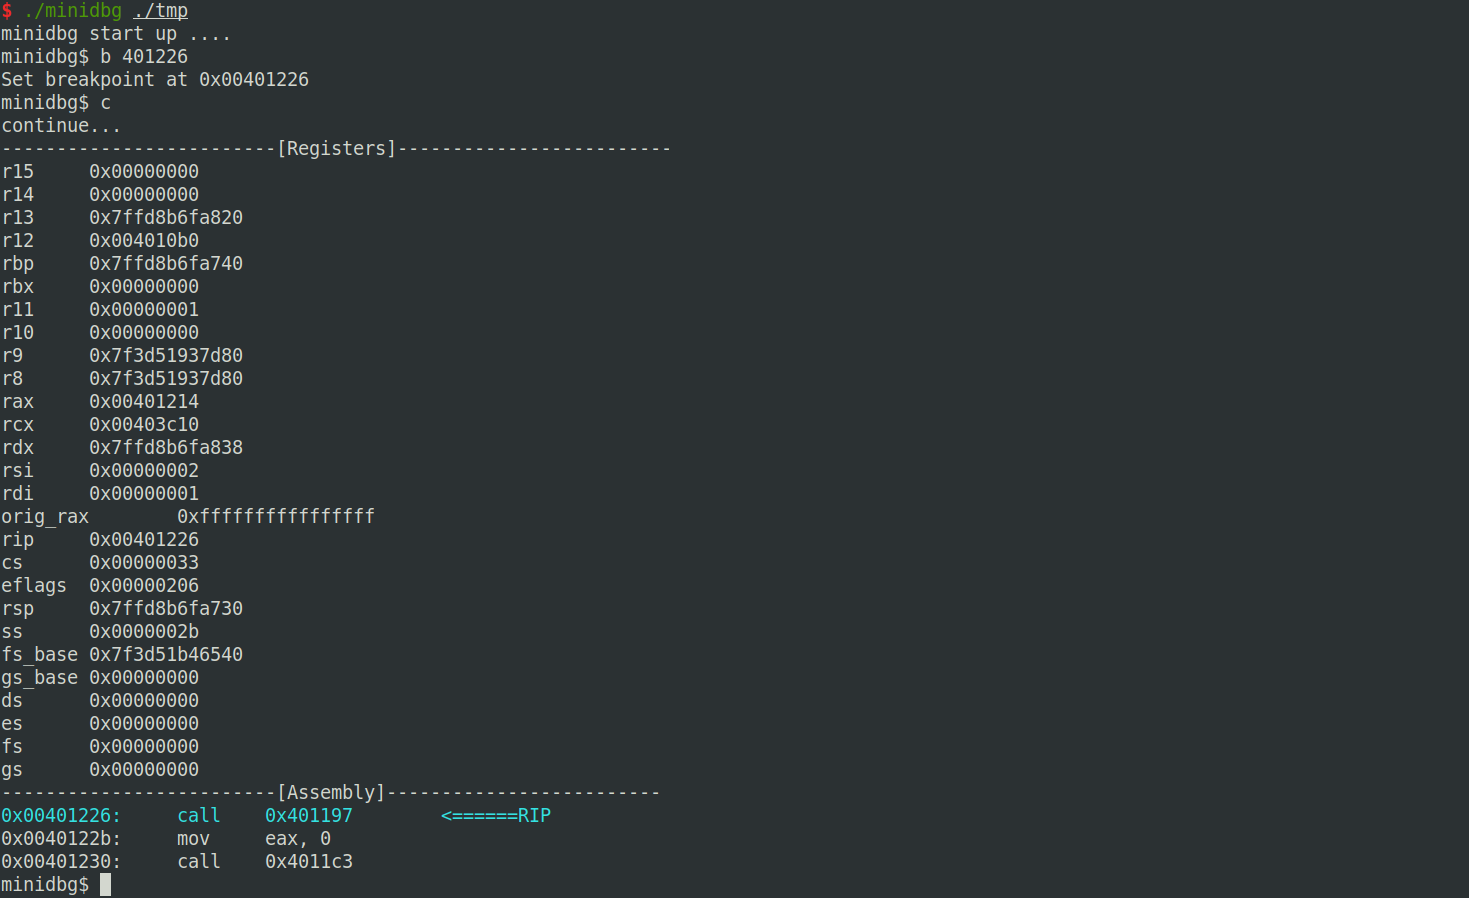 $ ./minidbg ./tmp
minidbg start up ....
minidbg$ b 401226
Set breakpoint at 0x00401226
minidbg$ c
continue...
-------------------------[Registers]-------------------------
r15     0x00000000
r14     0x00000000
r13     0x7ffd8b6fa820
r12     0x004010b0
rbp     0x7ffd8b6fa740
rbx     0x00000000
r11     0x00000001
r10     0x00000000
r9      0x7f3d51937d80
r8      0x7f3d51937d80
rax     0x00401214
rcx     0x00403c10
rdx     0x7ffd8b6fa838
rsi     0x00000002
rdi     0x00000001
orig_rax        0xffffffffffffffff
rip     0x00401226
cs      0x00000033
eflags  0x00000206
rsp     0x7ffd8b6fa730
ss      0x0000002b
fs_base 0x7f3d51b46540
gs_base 0x00000000
ds      0x00000000
es      0x00000000
fs      0x00000000
gs      0x00000000
-------------------------[Assembly]-------------------------
0x00401226:     call    0x401197        <======RIP
0x0040122b:     mov     eax, 0
0x00401230:     call    0x4011c3
minidbg$